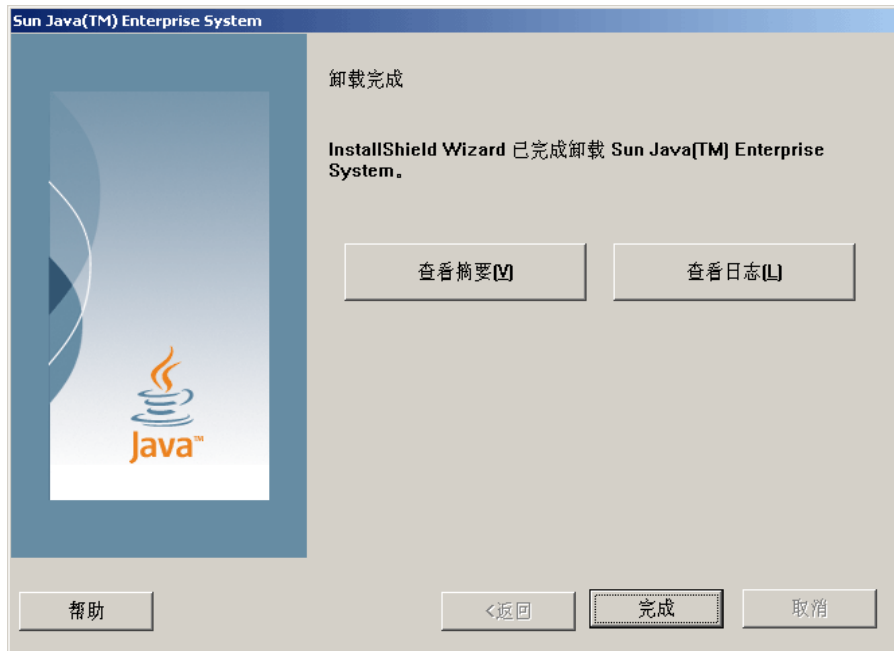 Sun Java(TM) Enterprise System
卸载完成
InstallShield Wizard 已完成卸载 Sun Java(TM) Enterprise
System。
查看摘要(V)
查看日志(L)
Java™
帮助
<返回
完成
取消